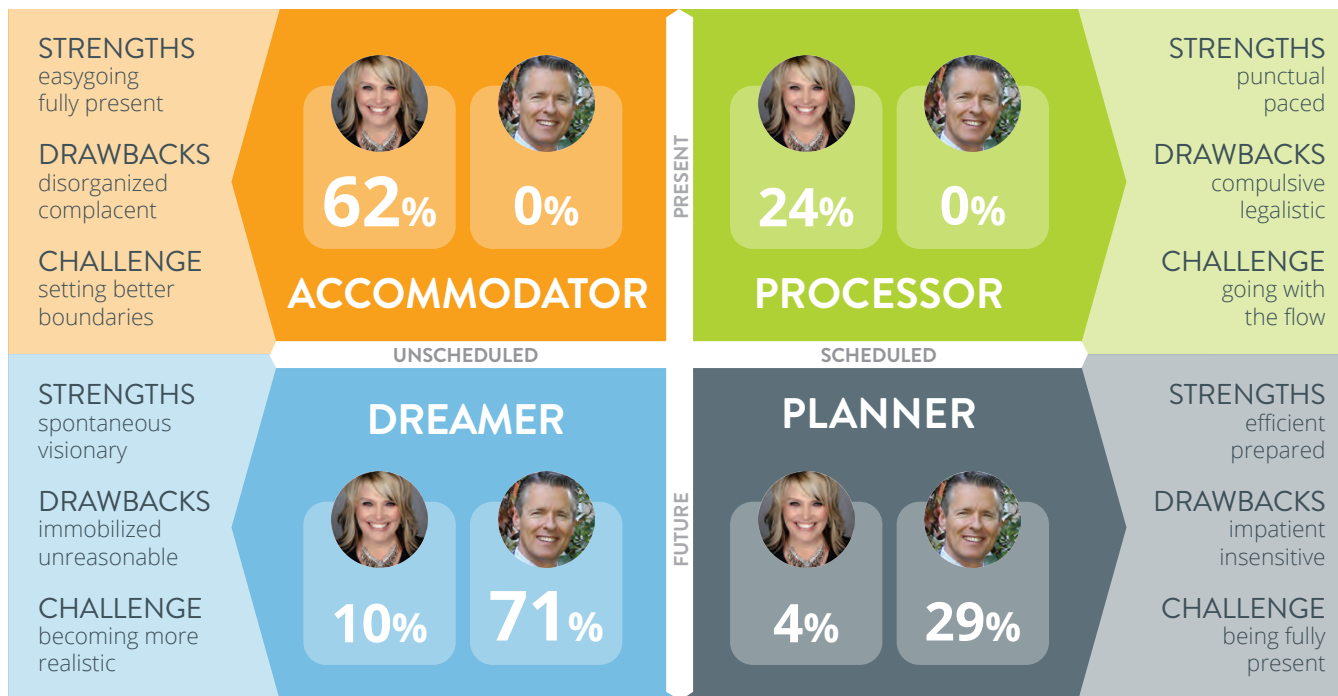 STRENGTHS
easygoing
fully present
DRAWBACKS
disorganized
complacent
CHALLENGE
setting better
boundaries
62%
0%
ACCOMMODATOR
PRESENT
24%
0%
PROCESSOR
STRENGTHS
punctual
paced
DRAWBACKS
compulsive
legalistic
CHALLENGE
going with
the flow
UNSCHEDULED
SCHEDULED
STRENGTHS
spontaneous
visionary
DRAWBACKS
immobilized
unreasonable
CHALLENGE
becoming more
realistic
DREAMER
10%
71%
FUTURE
PLANNER
4%
29%
STRENGTHS
efficient
prepared
DRAWBACKS
impatient
insensitive
CHALLENGE
being fully
present